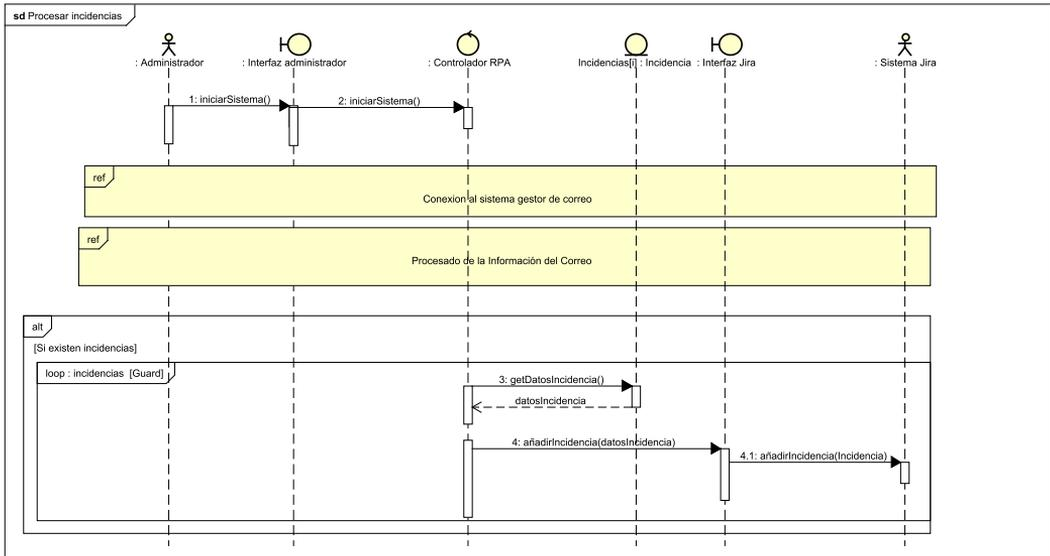 sd Procesar incidencias
: Administrador
: Interfaz administrador
: Controlador RPA
Incidencias[i] : Incidencia
: Interfaz Jira
: Sistema Jira
1: iniciarSistema()
2: iniciarSistema()
ref
Conexion al sistema gestor de correo
ref
Procesado de la Información del Correo
alt
[Si existen incidencias]
loop : incidencias [Guard]
3: getDatosIncidencia()
datosIncidencia
4: añadirIncidencia(datosIncidencia)
4.1: añadirIncidencia(Incidencia)